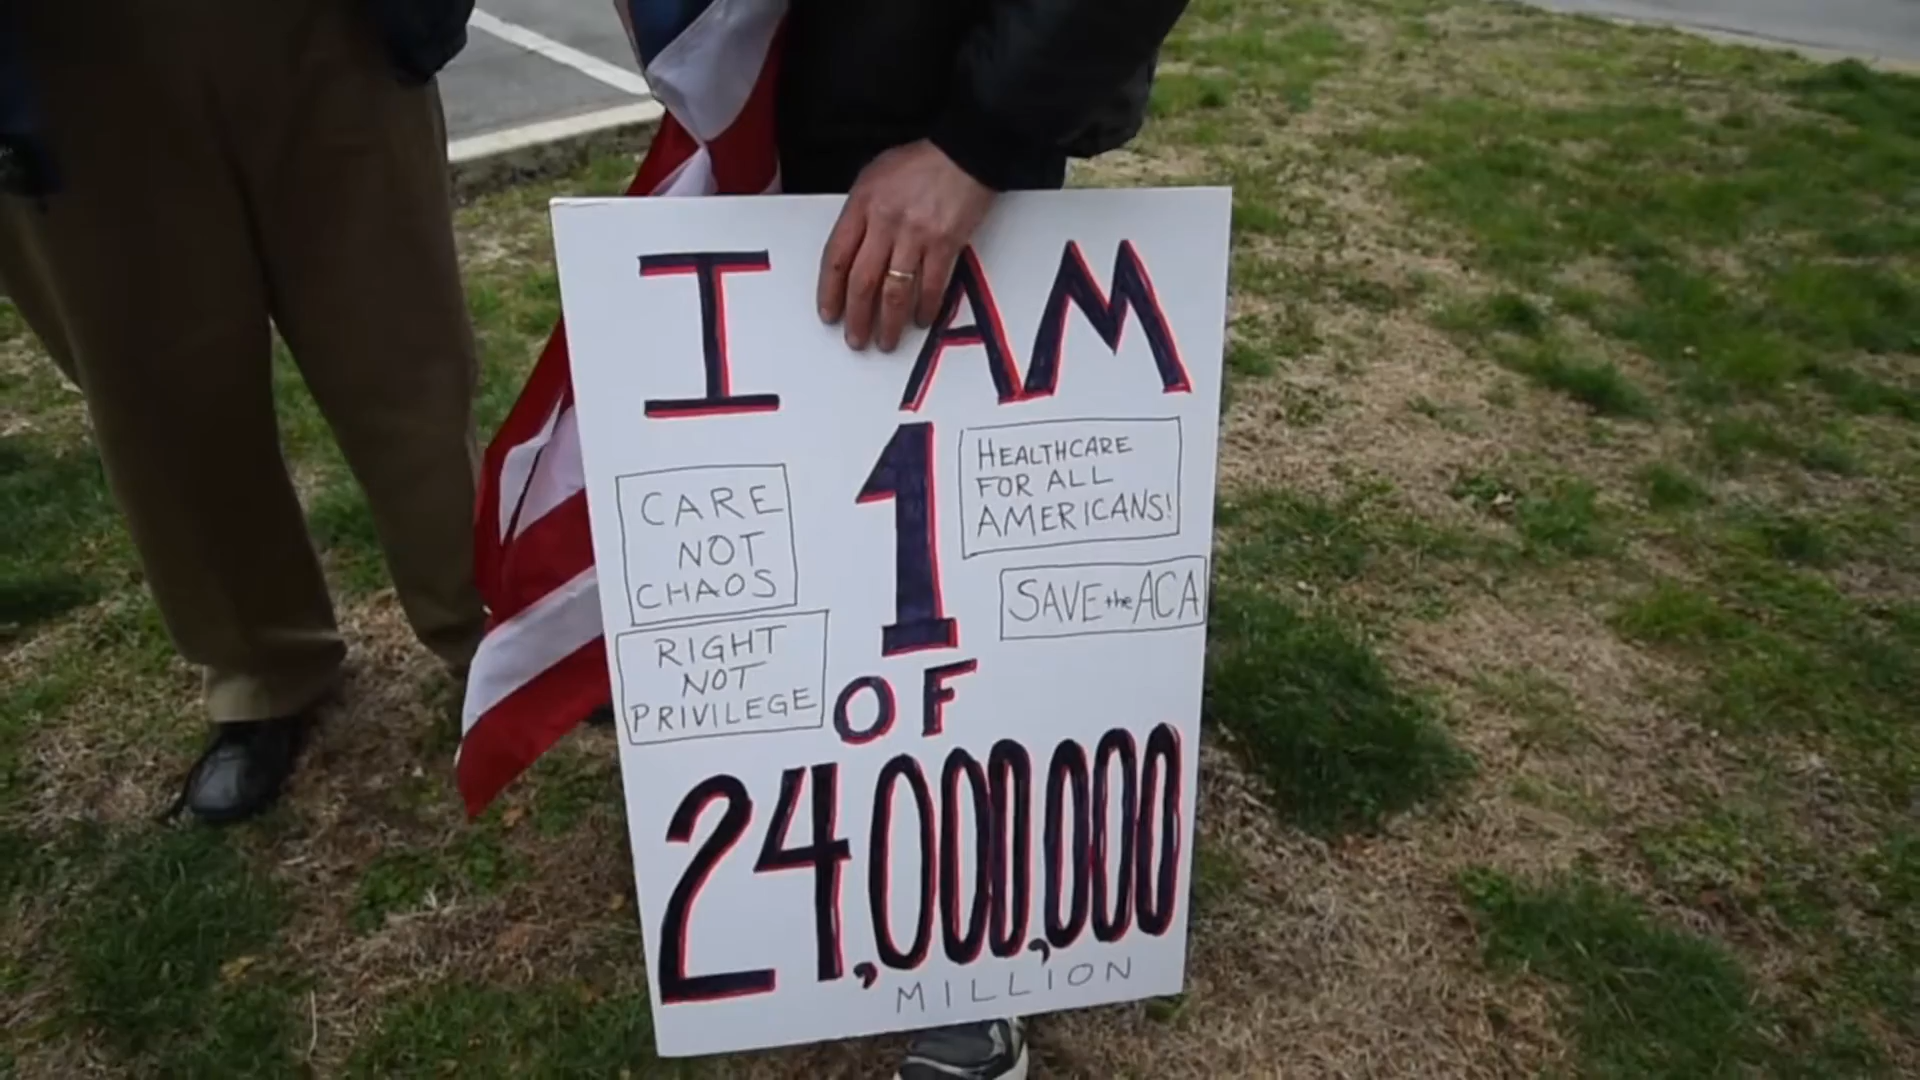 I AM
1
CARE
NOT
CHAOS
HEALTHCARE
FOR ALL
AMERICANS!
SAVE the ACA
RIGHT
NOT
PRIVILEGE
OF
24,000,000
MILLION